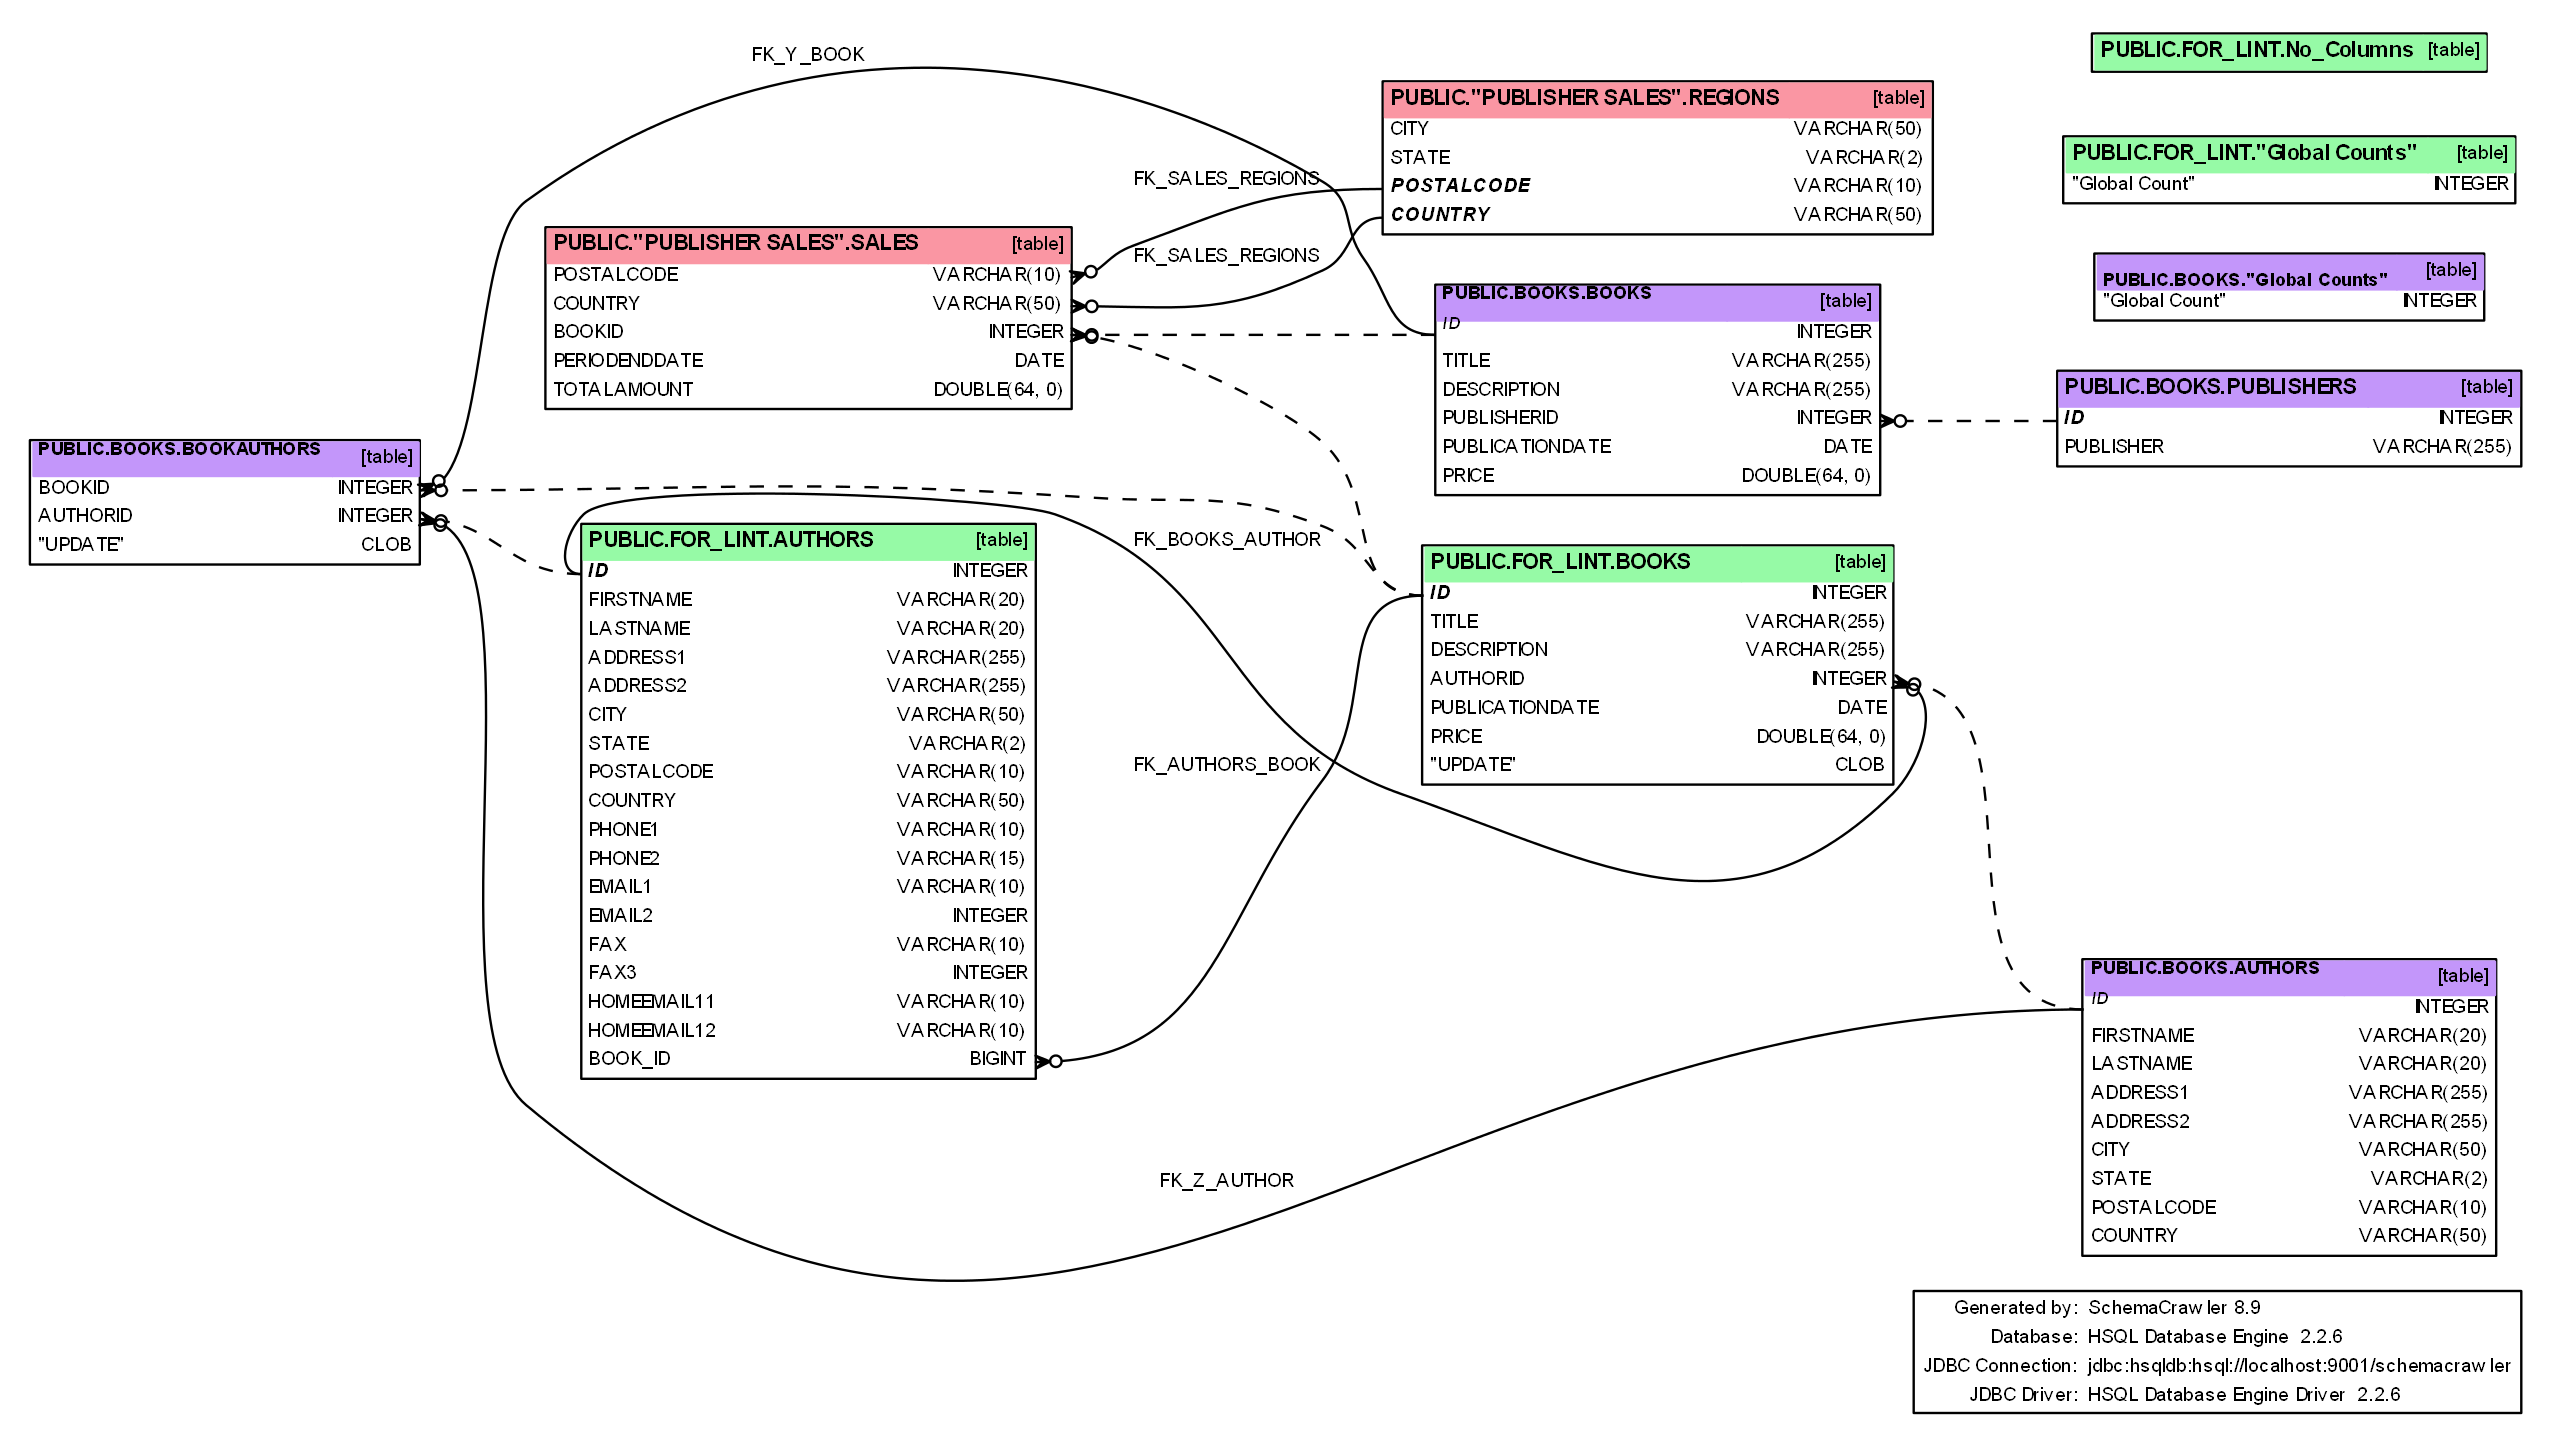 FK_Y_BOOK
FK_SALES_REGIONS
FK_SALES_REGIONS
FK_BOOKS_AUTHOR
FK_AUTHORS_BOOK
FK_Z_AUTHOR
PUBLIC.BOOKS.BOOKAUTHORS [table]
BOOKID INTEGER
AUTHORID INTEGER
"UPDATE" CLOB
PUBLIC."PUBLISHER SALES".SALES [table]
POSTALCODE VARCHAR(10)
COUNTRY VARCHAR(50)
BOOKID INTEGER
PERIODENDDATE DATE
TOTALAMOUNT DOUBLE(64, 0)
PUBLIC.FOR_LINT.AUTHORS [table]
ID INTEGER
FIRSTNAME VARCHAR(20)
LASTNAME VARCHAR(20)
ADDRESS1 VARCHAR(255)
ADDRESS2 VARCHAR(255)
CITY VARCHAR(50)
STATE VARCHAR(2)
POSTALCODE VARCHAR(10)
COUNTRY VARCHAR(50)
PHONE1 VARCHAR(10)
PHONE2 VARCHAR(15)
EMAIL1 VARCHAR(10)
EMAIL2 INTEGER
FAX VARCHAR(10)
FAX3 INTEGER
HOMEEMAIL11 VARCHAR(10)
HOMEEMAIL12 VARCHAR(10)
BOOK_ID BIGINT
PUBLIC."PUBLISHER SALES".REGIONS [table]
CITY VARCHAR(50)
STATE VARCHAR(2)
POSTALCODE VARCHAR(10)
COUNTRY VARCHAR(50)
PUBLIC.BOOKS.BOOKS [table]
ID INTEGER
TITLE VARCHAR(255)
DESCRIPTION VARCHAR(255)
PUBLISHERID INTEGER
PUBLICATIONDATE DATE
PRICE DOUBLE(64, 0)
PUBLIC.FOR_LINT.BOOKS [table]
ID INTEGER
TITLE VARCHAR(255)
DESCRIPTION VARCHAR(255)
AUTHORID INTEGER
PUBLICATIONDATE DATE
PRICE DOUBLE(64, 0)
"UPDATE" CLOB
PUBLIC.FOR_LINT.No_Columns [table]
PUBLIC.FOR_LINT."Global Counts" [table]
"Global Count" INTEGER
PUBLIC.BOOKS."Global Counts" [table]
"Global Count" INTEGER
PUBLIC.BOOKS.PUBLISHERS [table]
ID INTEGER
PUBLISHER VARCHAR(255)
PUBLIC.BOOKS.AUTHORS [table]
ID INTEGER
FIRSTNAME VARCHAR(20)
LASTNAME VARCHAR(20)
ADDRESS1 VARCHAR(255)
ADDRESS2 VARCHAR(255)
CITY VARCHAR(50)
STATE VARCHAR(2)
POSTALCODE VARCHAR(10)
COUNTRY VARCHAR(50)
Generated by: SchemaCrawler 8.9
Database: HSQL Database Engine 2.2.6
JDBC Connection: jdbc:hsqldb:hsql://localhost:9001/schemacrawler
JDBC Driver: HSQL Database Engine Driver 2.2.6